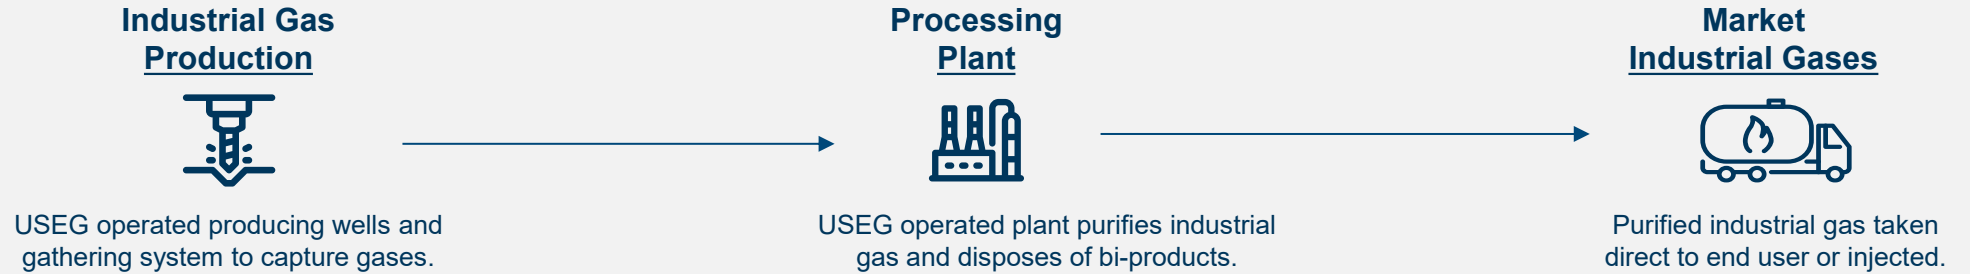 Industrial Gas
Production
USEG operated producing wells and
gathering system to capture gases.
Processing
Plant
USEG operated plant purifies industrial
gas and disposes of bi-products.
Market
Industrial Gases
Purified industrial gas taken
direct to end user or injected.